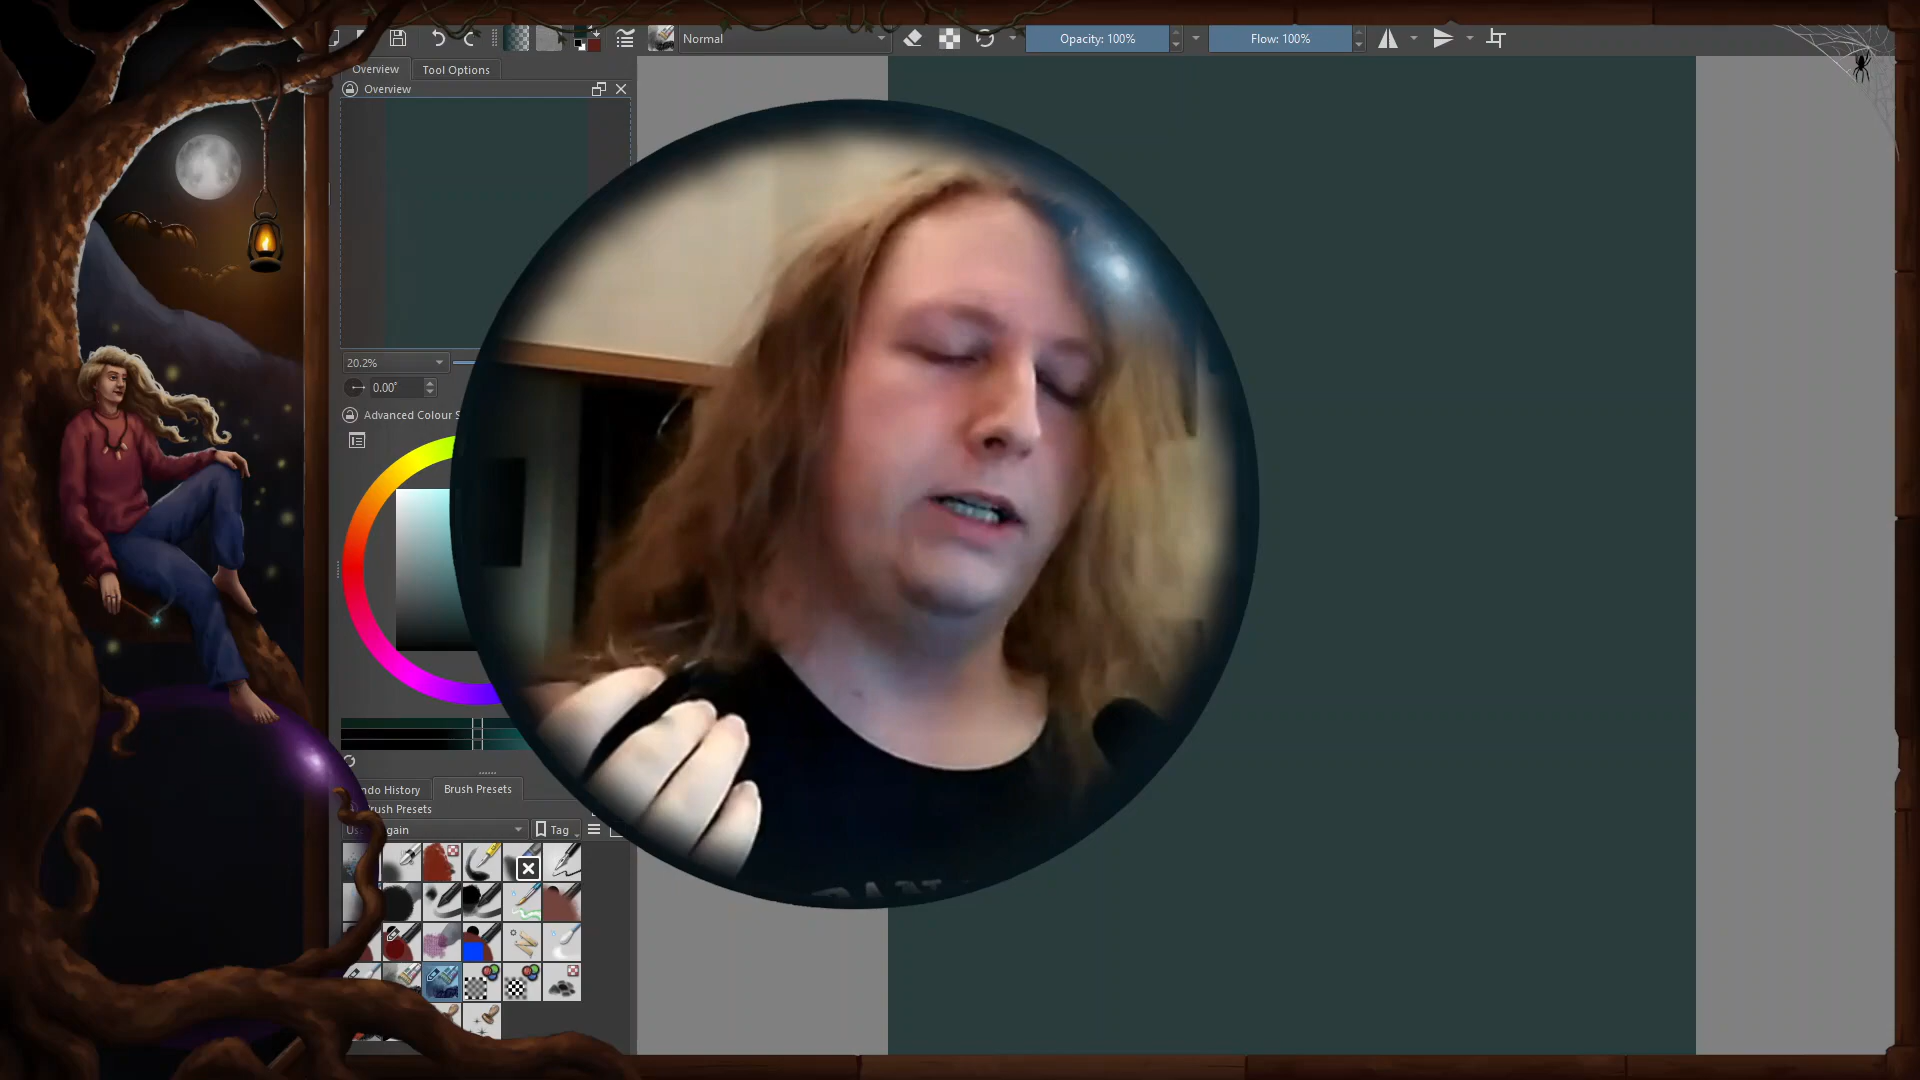 Normal
Opacity: 100%
Flow: 100%
Overview
Tool Options
Overview
20.2%
0.00°
Advanced Colour S
ndo History
Brush Presets
rush Presets
Us
gain
Tag